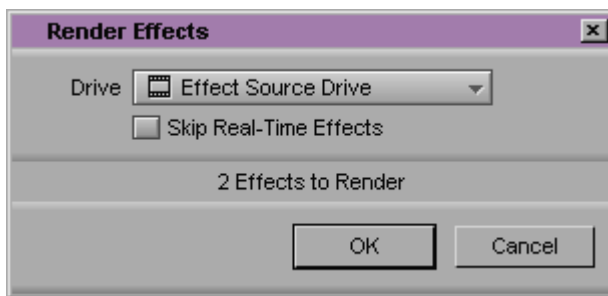 Render Effects
Drive Effect Source Drive
Skip Real-Time Effects
2 Effects to Render
OK Cancel